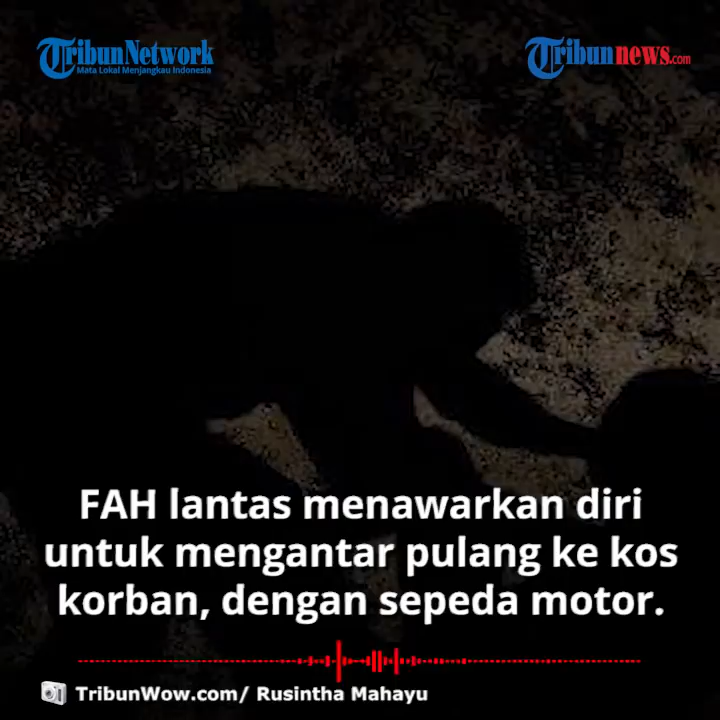 TribunNetwork
Mata Lokal Menjangkau Indonesia
Tribunnews.com
FAH lantas menawarkan diri
untuk mengantar pulang ke kos
korban, dengan sepeda motor.
TribunWow.com/ Rusintha Mahayu